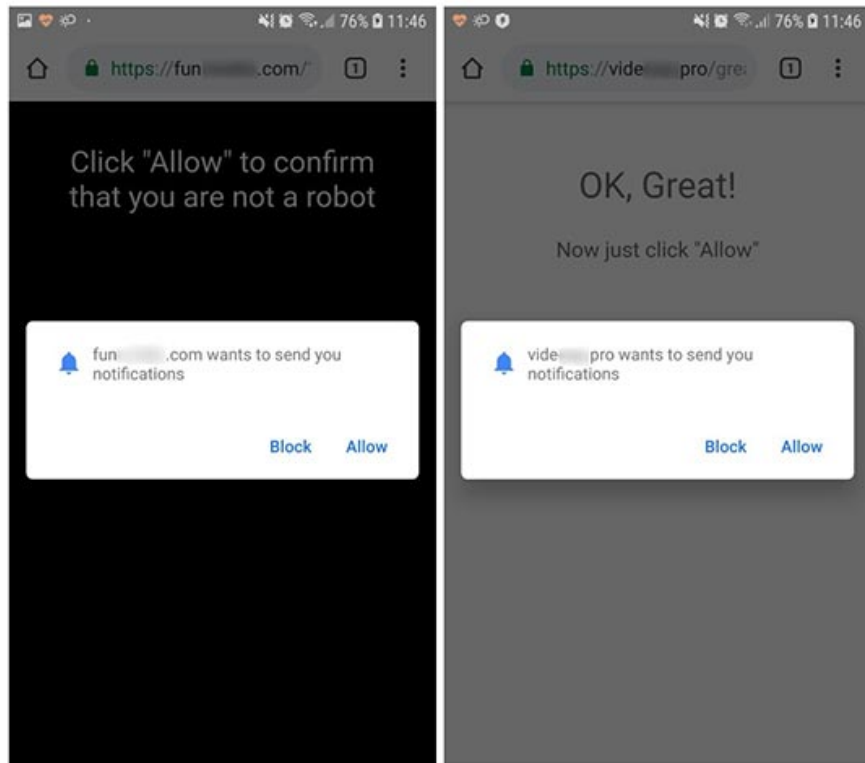 76% 11:46
https://fun .com/
1
Click "Allow" to confirm
that you are not a robot
fun .com wants to send you
notifications
Block Allow
76% 11:46
https://vide pro/gre
1
OK, Great!
Now just click "Allow"
vide pro wants to send you
notifications
Block Allow